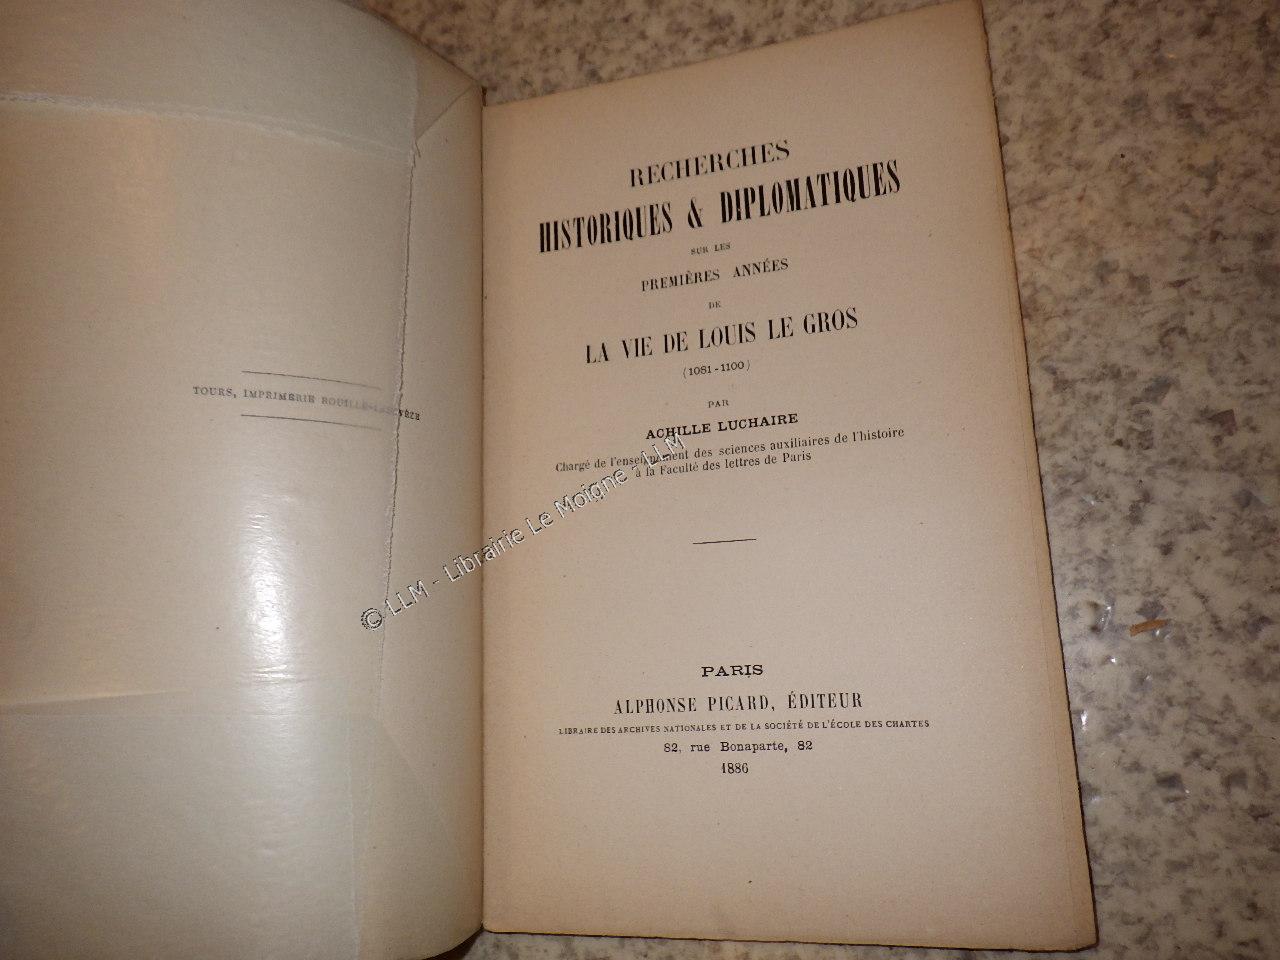 TOURS, IMPRIMERIE
RECHERCHES
HISTORIQUES & DIPLOMATIQUES
SUR LES
PREMIÈRES ANNÉES
DE
LA VIE DE LOUIS LE GROS
(1081-1100)
PAR
ACHILLE LUCHAIRE
Chargé de l'enseignement des sciences auxiliaires de l'histoire
à la Faculté des lettres de Paris
© LLM - Librairie Le Moigne - LLM
PARIS
ALPHONSE PICARD, ÉDITEUR
LIBRAIRE DES ARCHIVES NATIONALES ET DE LA SOCIÉTÉ DE L'ÉCOLE DES CHARTES
82, rue Bonaparte, 82
1886